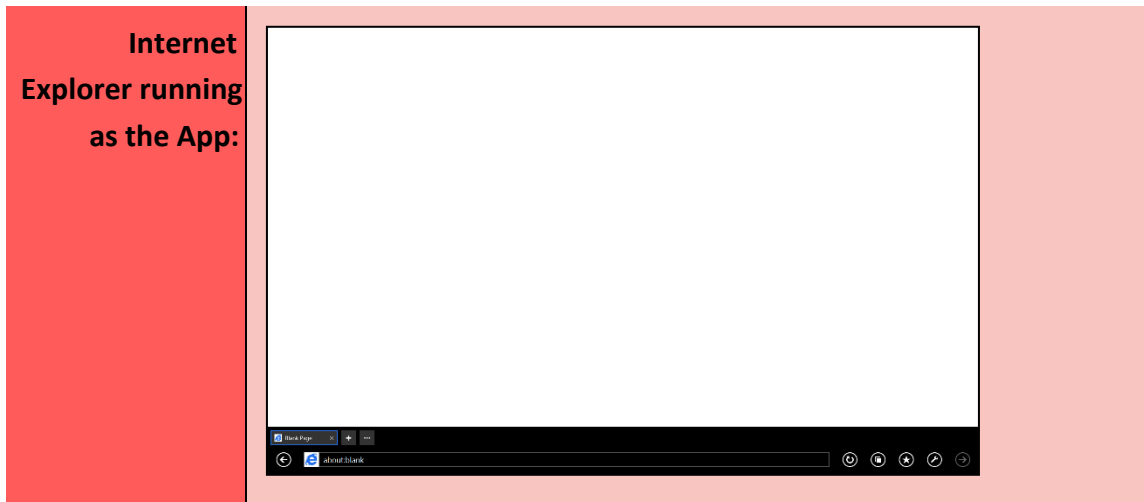 Internet
Explorer running
as the App:
Blank Page
about:blank